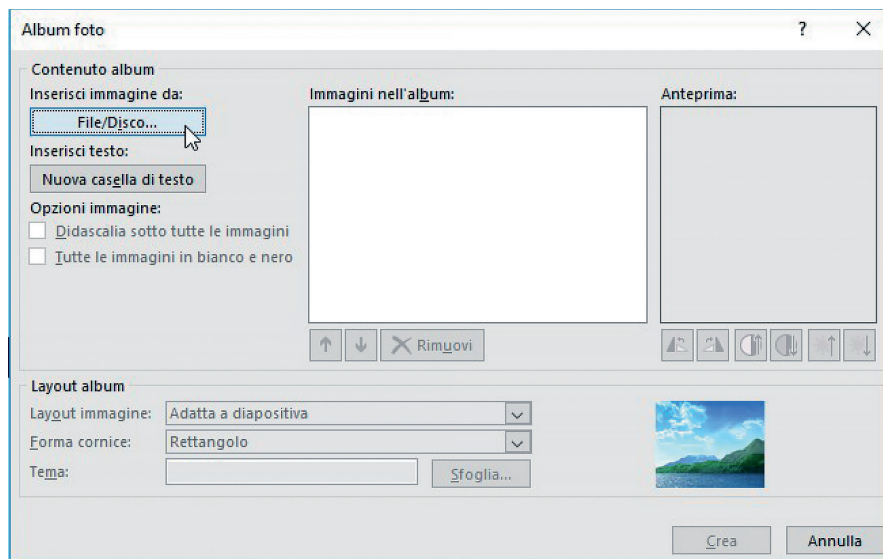 Album foto
Contenuto album
Inserisci immagine da:
File/Disco...
Inserisci testo:
Nuova casella di testo
Opzioni immagine:
Didascalia sotto tutte le immagini
Tutte le immagini in bianco e nero
Immagini nell'album:
Rimuovi
Anteprima:
Layout album
Layout immagine: Adatta a diapositiva
Forma cornice: Rettangolo
Tema: Sfoglia...
Crea Annulla